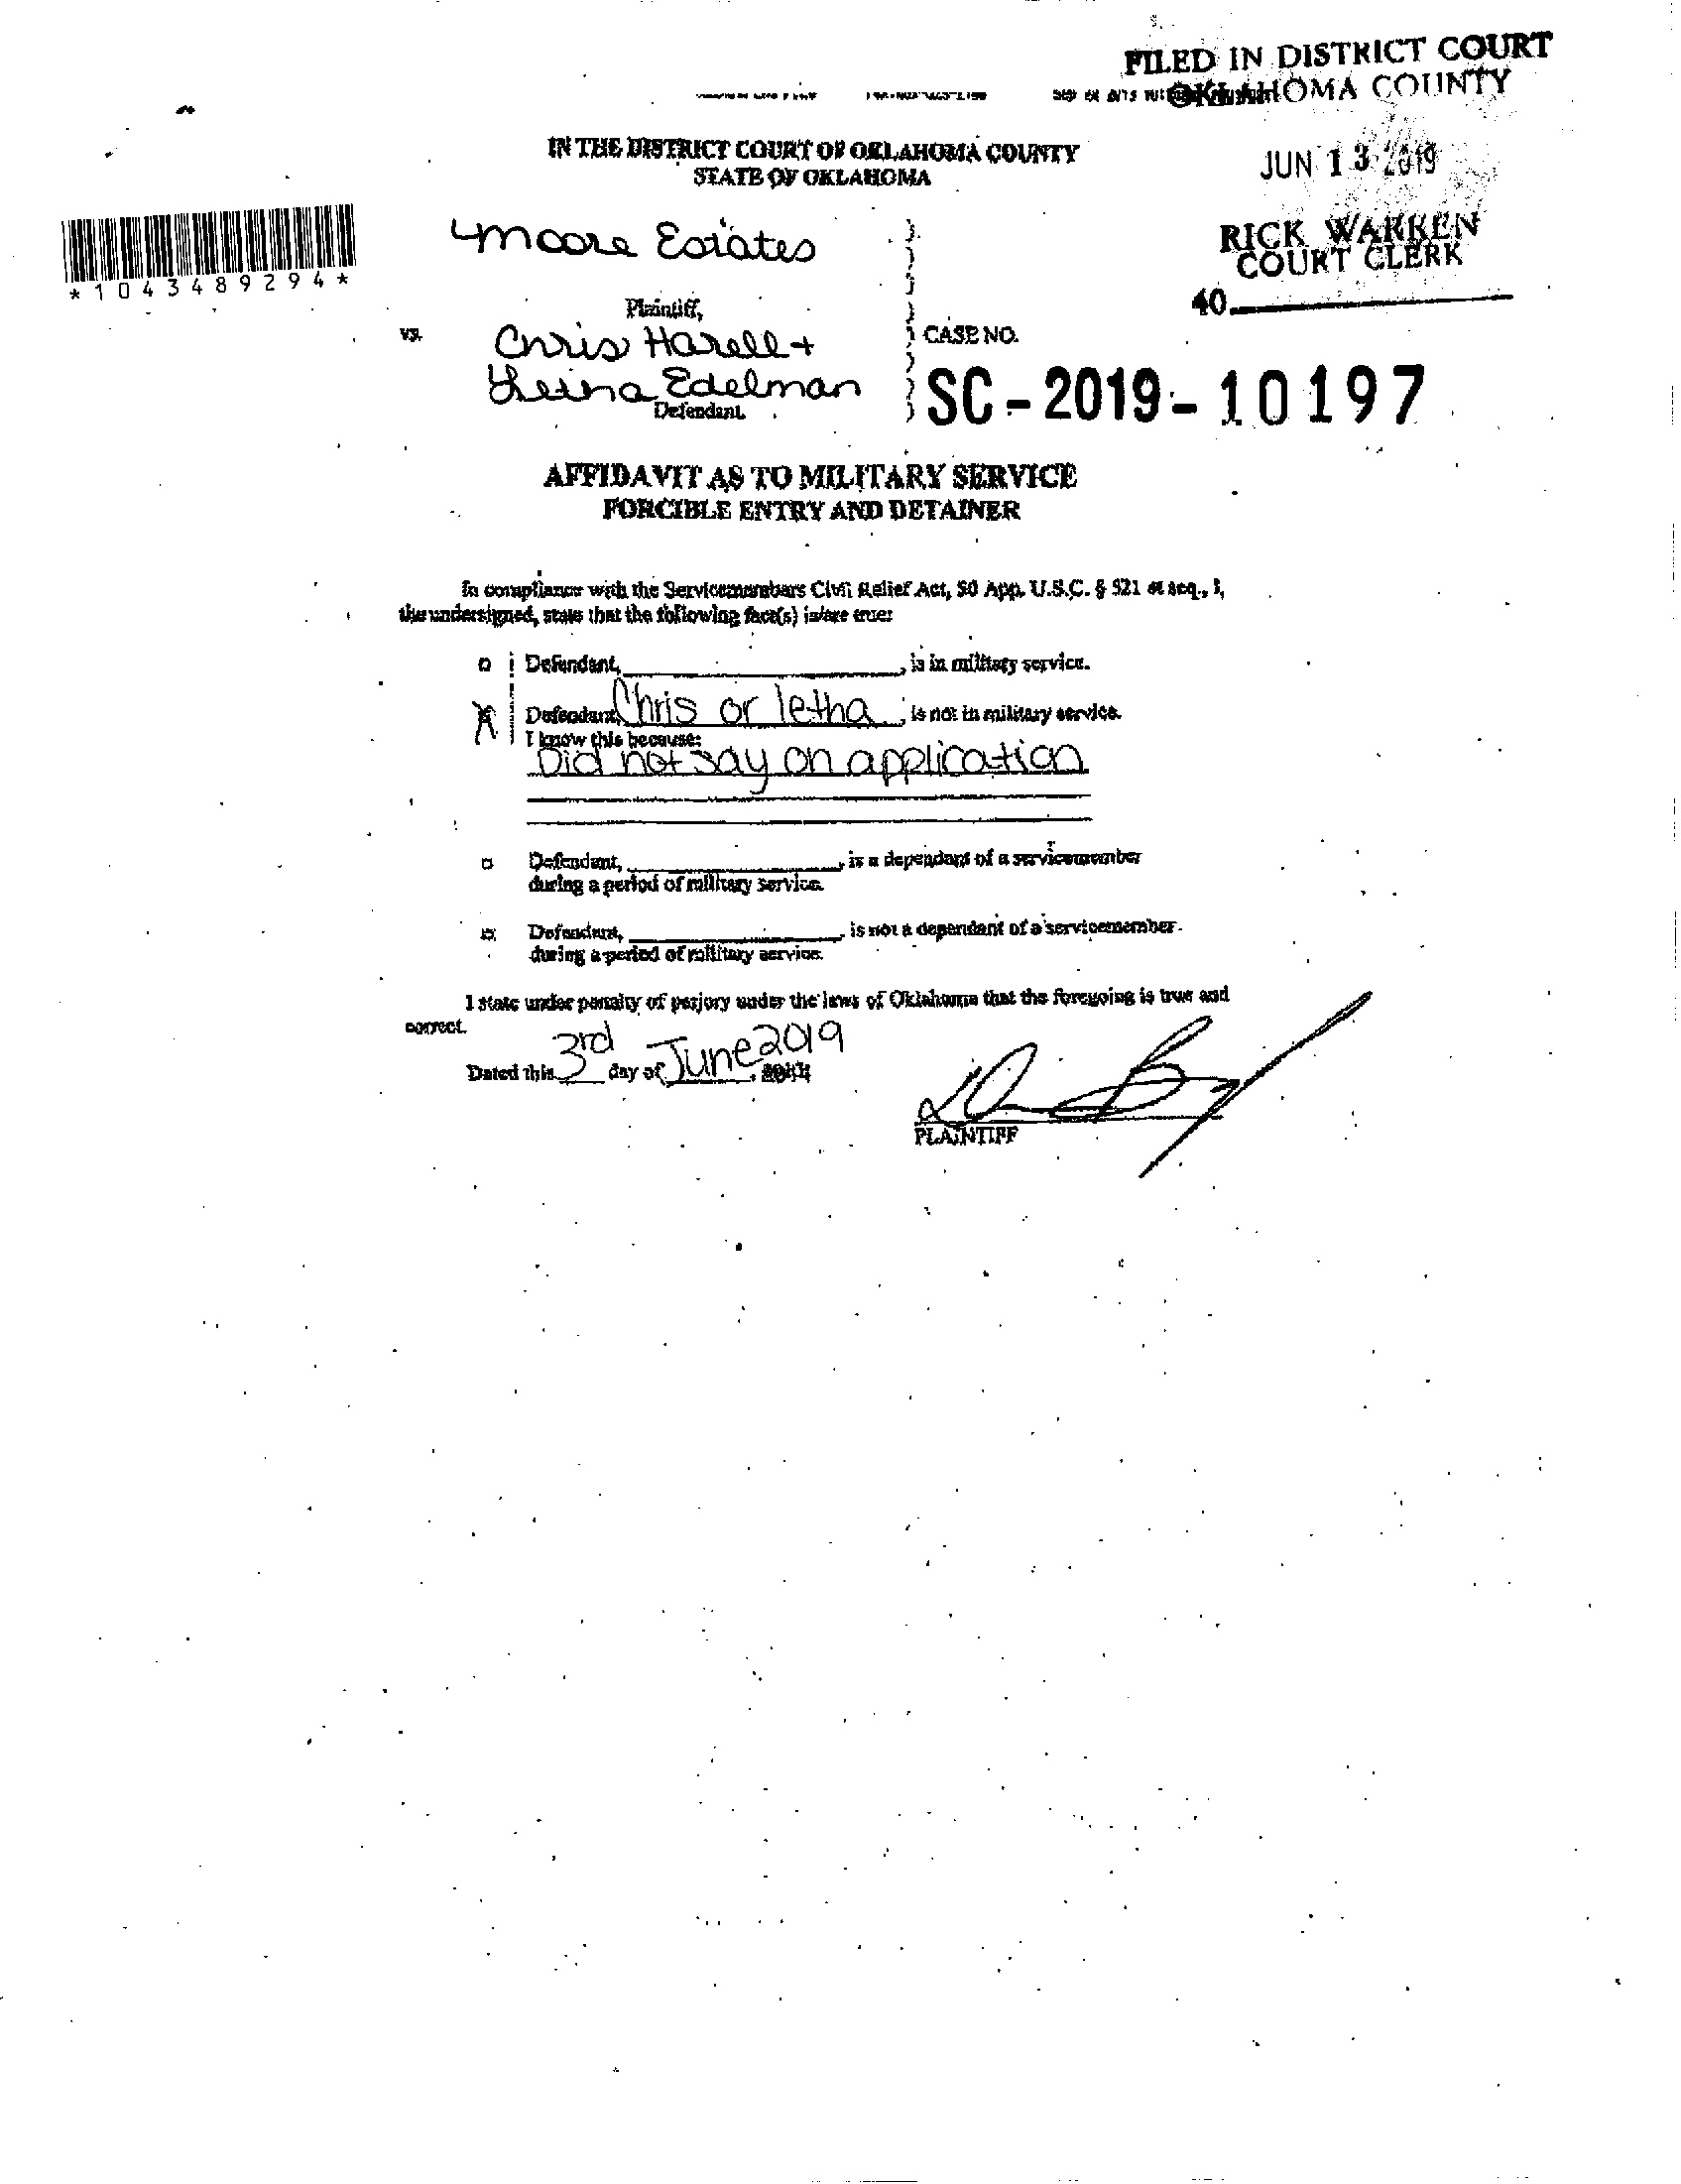 FILED IN DISTRICT COURT
OKLAHOMA COUNTY
IN THE DISTRICT COURT OF OKLAHOMA COUNTY
STATE OF OKLAHOMA
JUN 13 2019
RICK WARREN
COURT CLERK
40
*1043489294*
4moore Estates
Plaintiff,
vs.
Chris Harell +
Edelman
Defendant.
CASE NO.
SC-2019-10197
AFFIDAVIT AS TO MILITARY SERVICE
FORCIBLE ENTRY AND DETAINER
In compliance with the Servicemembers Civil Relief Act, 50 App. U.S.C. § 521 et seq., I,
the undersigned, state that the following fact(s) is/are true:
Defendant, , is in military service.
X Defendant, Chris or letha, is not in military service.
I know this because:
Did not say on application
Defendant, , is a dependant of a servicemember
during a period of military service.
Defendant, , is not a dependant of a servicemember
during a period of military service.
I state under penalty of perjury under the laws of Oklahoma that the foregoing is true and
correct.
Dated this 3rd day of June 2019
PLAINTIFF